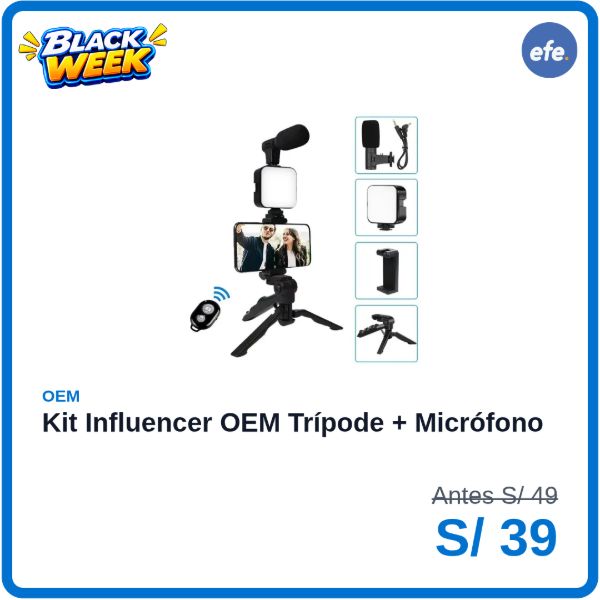 BLACK
WEEK
efe.
OEM
Kit Influencer OEM Trípode + Micrófono
Antes S/ 49
S/ 39